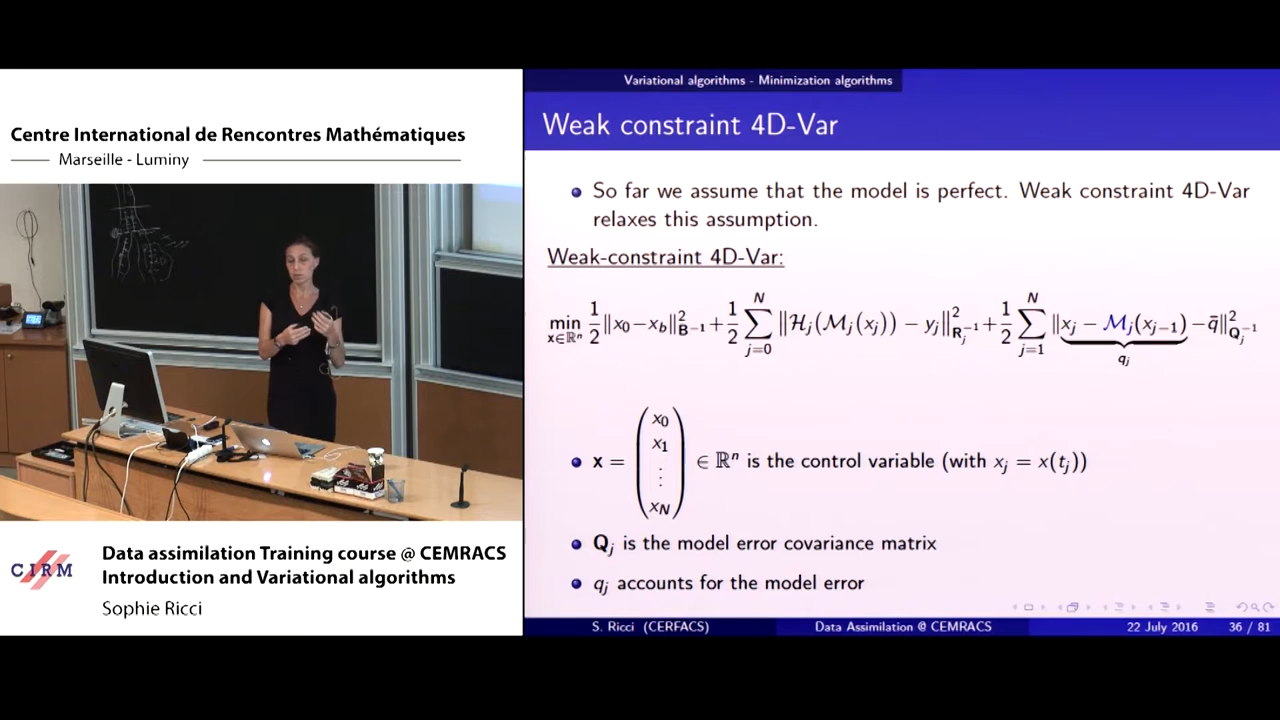 Centre International de Rencontres Mathématiques
Marseille - Luminy
CIRM
Data assimilation Training course @ CEMRACS
Introduction and Variational algorithms
Sophie Ricci
Variational algorithms - Minimization algorithms
Weak constraint 4D-Var
So far we assume that the model is perfect. Weak constraint 4D-Var
relaxes this assumption.
Weak-constraint 4D-Var:
min_{x∈ℝⁿ} 1/2 ‖x₀−x_b‖²_{B⁻¹} + 1/2 ∑_{j=0}^{N} ‖ℋ_j(ℳ_j(x_j)) − y_j‖²_{R_j⁻¹} + 1/2 ∑_{j=1}^{N} ‖x_j − ℳ_j(x_{j−1}) − q̄‖²_{Q_j⁻¹}
q_j
x = (x₀ x₁ : x_N) ∈ ℝⁿ is the control variable (with x_j = x(t_j))
Q_j is the model error covariance matrix
q_j accounts for the model error
S. Ricci (CERFACS) Data Assimilation @ CEMRACS 22 July 2016 36 / 81